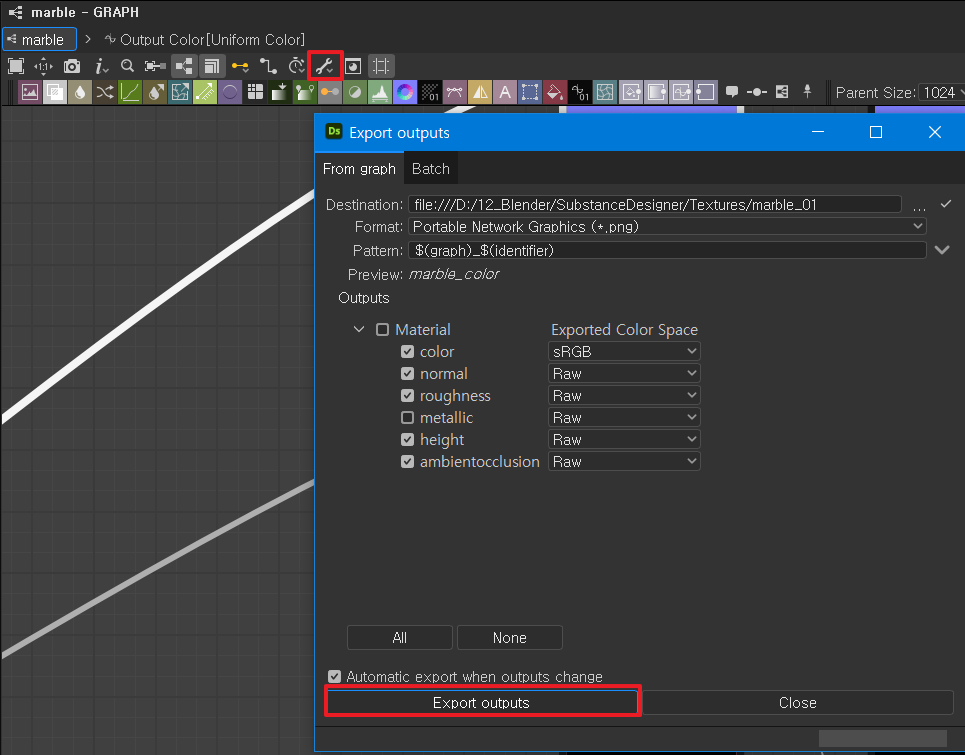 marble - GRAPH
marble > Output Color[Uniform Color]
Parent Size: 1024
Ds Export outputs
From graph Batch
Destination: file:///D:/12_Blender/SubstanceDesigner/Textures/marble_01 ...
Format: Portable Network Graphics (*.png)
Pattern: $(graph)_$(identifier)
Preview: marble_color
Outputs
Material Exported Color Space
color sRGB
normal Raw
roughness Raw
metallic Raw
height Raw
ambientocclusion Raw
All None
Automatic export when outputs change
Export outputs Close